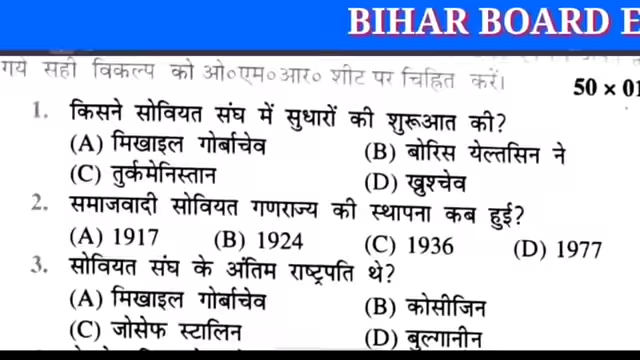 BIHAR BOARD E
गये सही विकल्प को ओ०एम०आर० शीट पर चिह्नित करें।
50 × 01
1. किसने सोवियत संघ में सुधारों की शुरूआत की?
(A) मिखाइल गोर्बाचेव (B) बोरिस येल्तसिन ने
(C) तुर्कमेनिस्तान (D) ख्रुश्चेव
2. समाजवादी सोवियत गणराज्य की स्थापना कब हुई?
(A) 1917 (B) 1924 (C) 1936 (D) 1977
3. सोवियत संघ के अंतिम राष्ट्रपति थे?
(A) मिखाइल गोर्बाचेव (B) कोसीजिन
(C) जोसेफ स्टालिन (D) बुल्गानीन